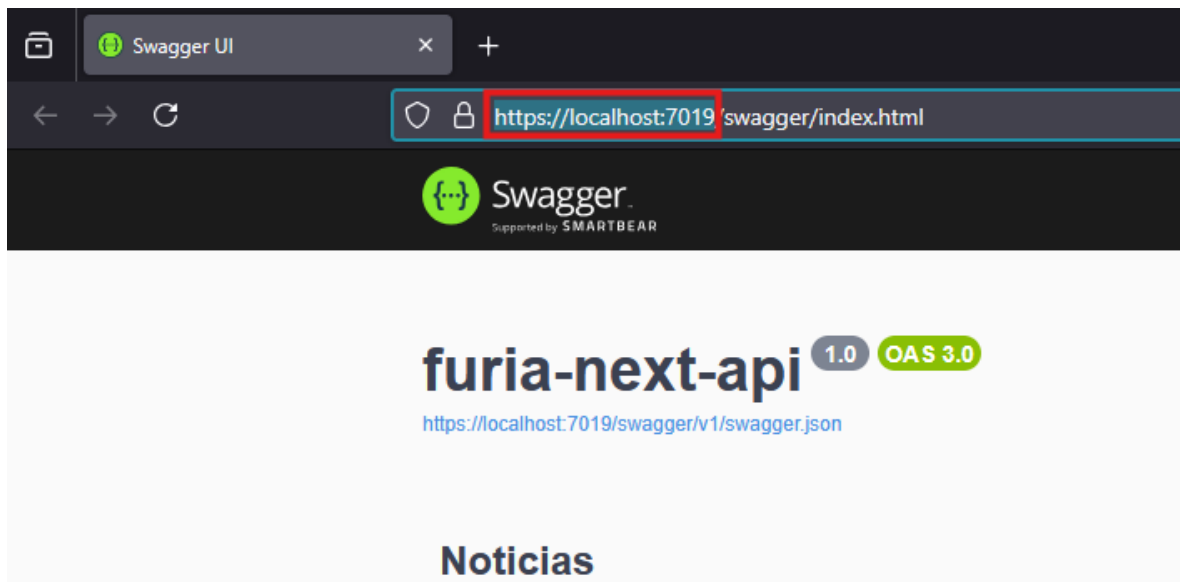 Swagger UI
https://localhost:7019/swagger/index.html
{···} Swagger.
Supported by SMARTBEAR
furia-next-api 1.0 OAS 3.0
https://localhost:7019/swagger/v1/swagger.json
Noticias